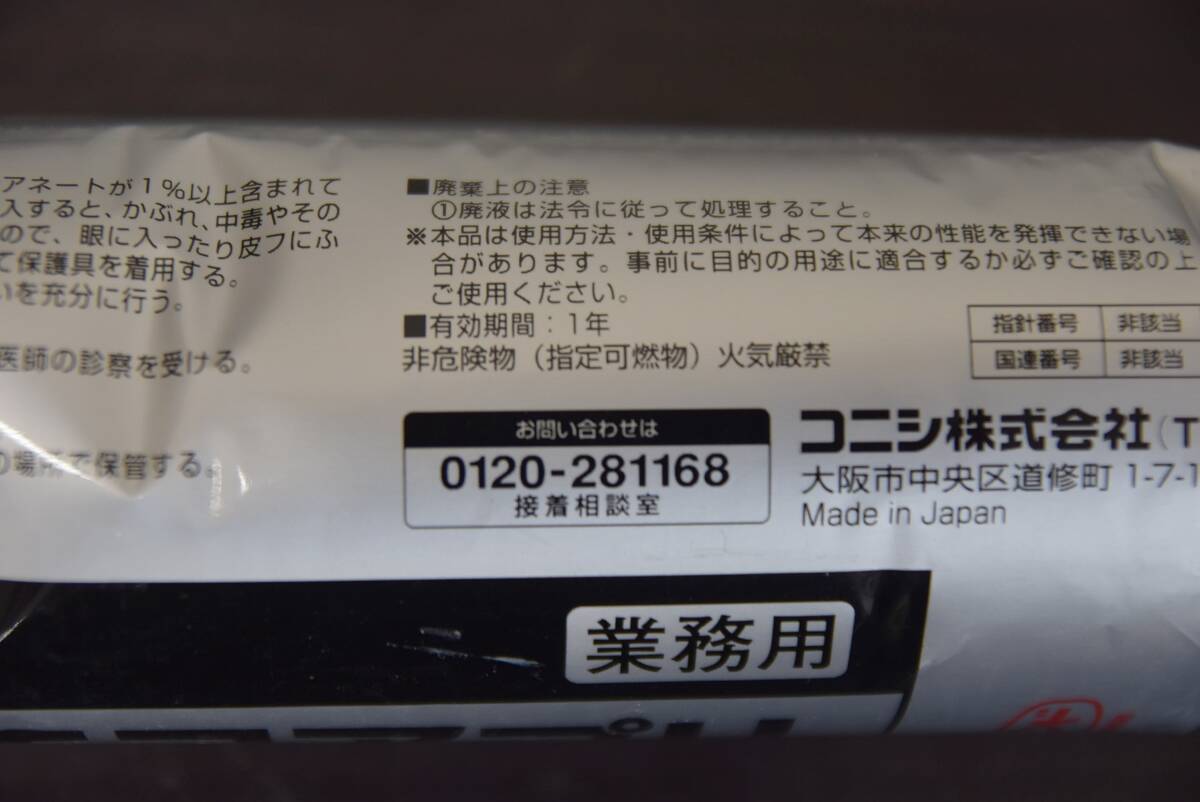 アネートが1%以上含まれて
入すると、かぶれ、中毒やその
ので、眼に入ったり皮フにふ
て保護具を着用する。
いを充分に行う。
医師の診察を受ける。
の場所で保管する。
■廃棄上の注意
①廃液は法令に従って処理すること。
※本品は使用方法・使用条件によって本来の性能を発揮できない場
合があります。事前に目的の用途に適合するか必ずご確認の上
ご使用ください。
■有効期間：1年
非危険物（指定可燃物）火気厳禁
指針番号 非該当
国連番号 非該当
お問い合わせは
0120-281168
接着相談室
コニシ株式会社(T
大阪市中央区道修町 1-7-1
Made in Japan
業務用